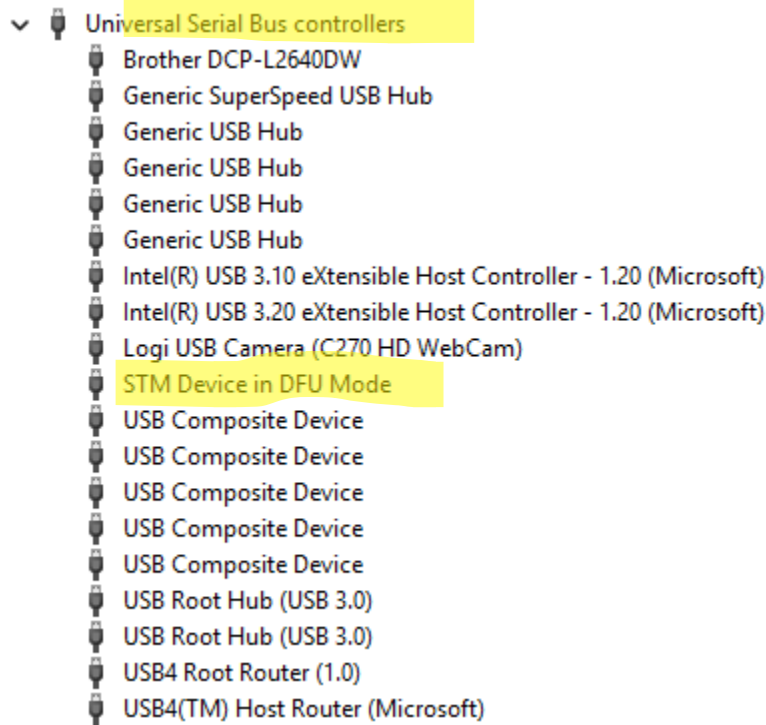 Universal Serial Bus controllers
Brother DCP-L2640DW
Generic SuperSpeed USB Hub
Generic USB Hub
Generic USB Hub
Generic USB Hub
Generic USB Hub
Intel(R) USB 3.10 eXtensible Host Controller - 1.20 (Microsoft)
Intel(R) USB 3.20 eXtensible Host Controller - 1.20 (Microsoft)
Logi USB Camera (C270 HD WebCam)
STM Device in DFU Mode
USB Composite Device
USB Composite Device
USB Composite Device
USB Composite Device
USB Composite Device
USB Root Hub (USB 3.0)
USB Root Hub (USB 3.0)
USB4 Root Router (1.0)
USB4(TM) Host Router (Microsoft)